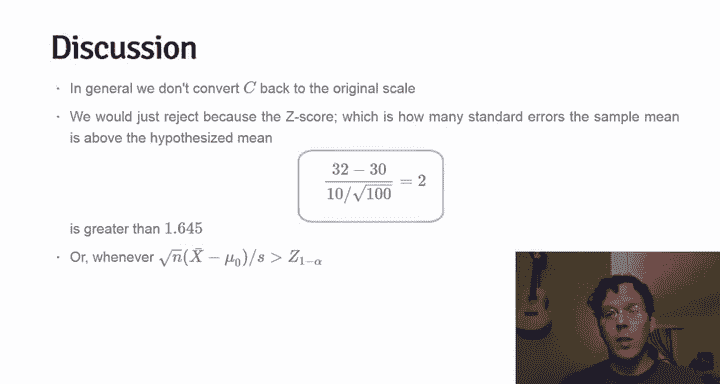 Discussion
· In general we don't convert C back to the original scale
· We would just reject because the Z-score; which is how many standard errors the sample mean
is above the hypothesized mean
32 − 30
10/√100
= 2
is greater than 1.645
· Or, whenever √n(X̄ − μ₀)/s > Z₁₋α